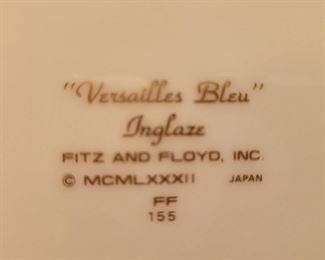 "Versailles Bleu"
Inglaze
FITZ AND FLOYD, INC.
© MCMLXXXII JAPAN
FF
155